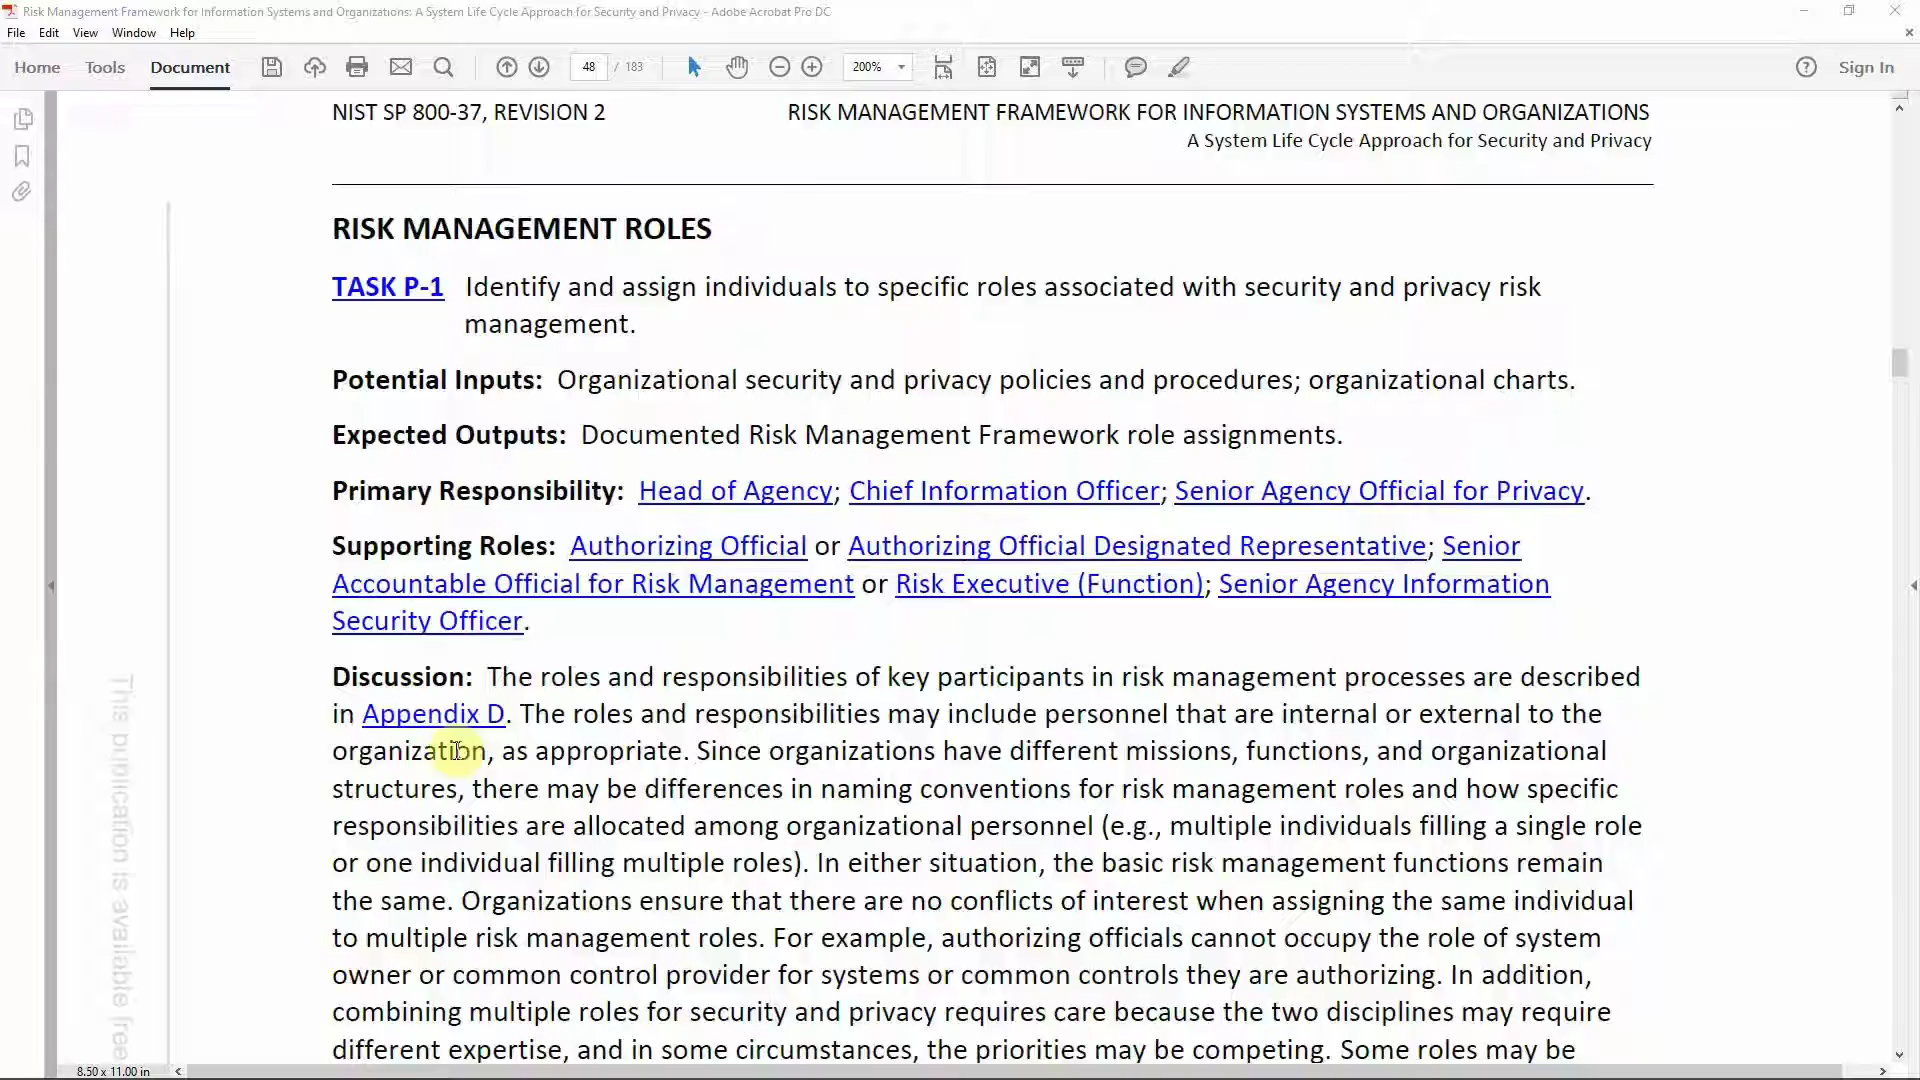 Risk Management Framework for Information Systems and Organizations: A System Life Cycle Approach for Security and Privacy - Adobe Acrobat Pro DC
File Edit View Window Help
Home Tools Document 48 / 183 200% Sign In
NIST SP 800-37, REVISION 2 RISK MANAGEMENT FRAMEWORK FOR INFORMATION SYSTEMS AND ORGANIZATIONS
A System Life Cycle Approach for Security and Privacy
RISK MANAGEMENT ROLES
TASK P-1 Identify and assign individuals to specific roles associated with security and privacy risk
management.
Potential Inputs: Organizational security and privacy policies and procedures; organizational charts.
Expected Outputs: Documented Risk Management Framework role assignments.
Primary Responsibility: Head of Agency; Chief Information Officer; Senior Agency Official for Privacy.
Supporting Roles: Authorizing Official or Authorizing Official Designated Representative; Senior
Accountable Official for Risk Management or Risk Executive (Function); Senior Agency Information
Security Officer.
Discussion: The roles and responsibilities of key participants in risk management processes are described
in Appendix D. The roles and responsibilities may include personnel that are internal or external to the
organization, as appropriate. Since organizations have different missions, functions, and organizational
structures, there may be differences in naming conventions for risk management roles and how specific
responsibilities are allocated among organizational personnel (e.g., multiple individuals filling a single role
or one individual filling multiple roles). In either situation, the basic risk management functions remain
the same. Organizations ensure that there are no conflicts of interest when assigning the same individual
to multiple risk management roles. For example, authorizing officials cannot occupy the role of system
owner or common control provider for systems or common controls they are authorizing. In addition,
combining multiple roles for security and privacy requires care because the two disciplines may require
different expertise, and in some circumstances, the priorities may be competing. Some roles may be
This publication is available free
8.50 x 11.00 in